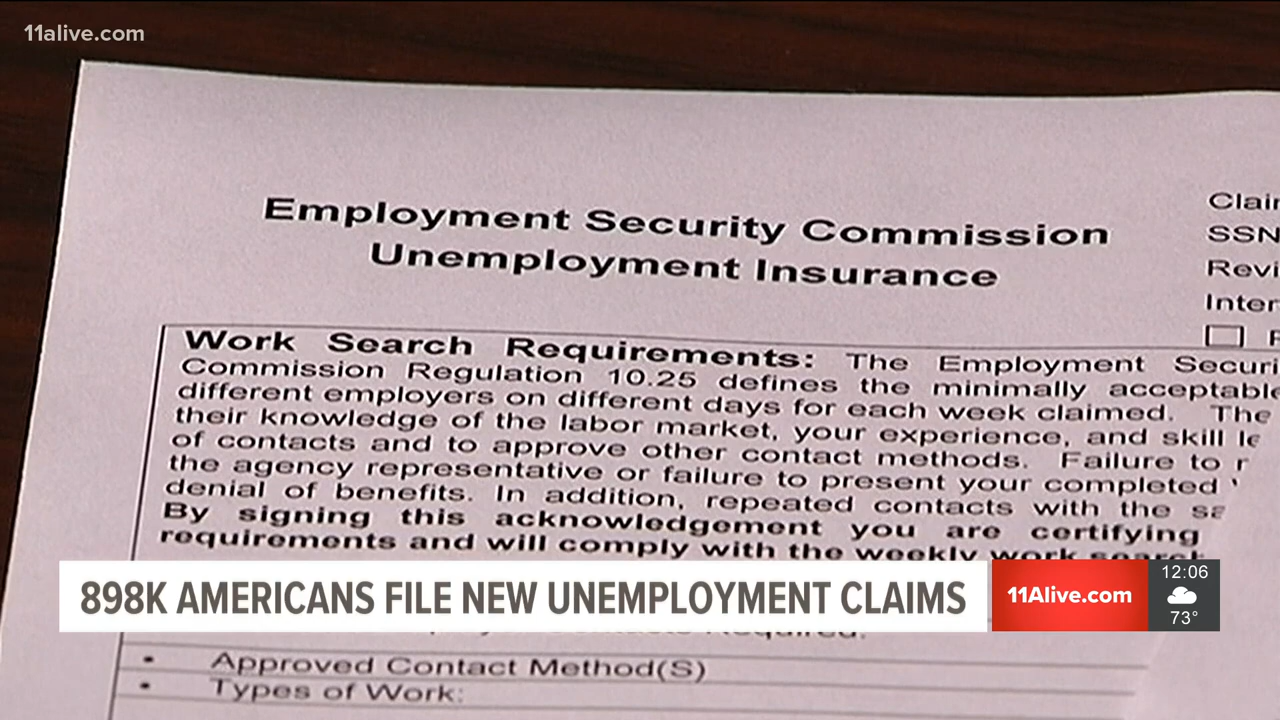 11alive.com
Employment Security Commission
Unemployment Insurance
SSN
Work Search Requirements: The Employment
Commission Regulation 10.25 defines the minimally acceptable
different employers on different days for each week claimed. The
their knowledge of the labor market, your experience, and skill
of contacts and to approve other contact methods. Failure to
the agency representative or failure to present your completed
denial of benefits. In addition, repeated contacts with the
By signing this acknowledgement you are certifying
requirements and will comply with the weekly work search
898K AMERICANS FILE NEW UNEMPLOYMENT CLAIMS
11Alive.com
12:06
73°
Required:
• Approved Contact Method(S)
• Types of Work: